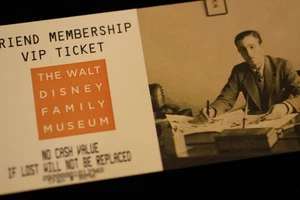 RIEND MEMBERSHIP
VIP TICKET
THE WALT
DISNEY
FAMILY
MUSEUM
NO CASH VALUE
IF LOST WILL NOT BE REPLACED